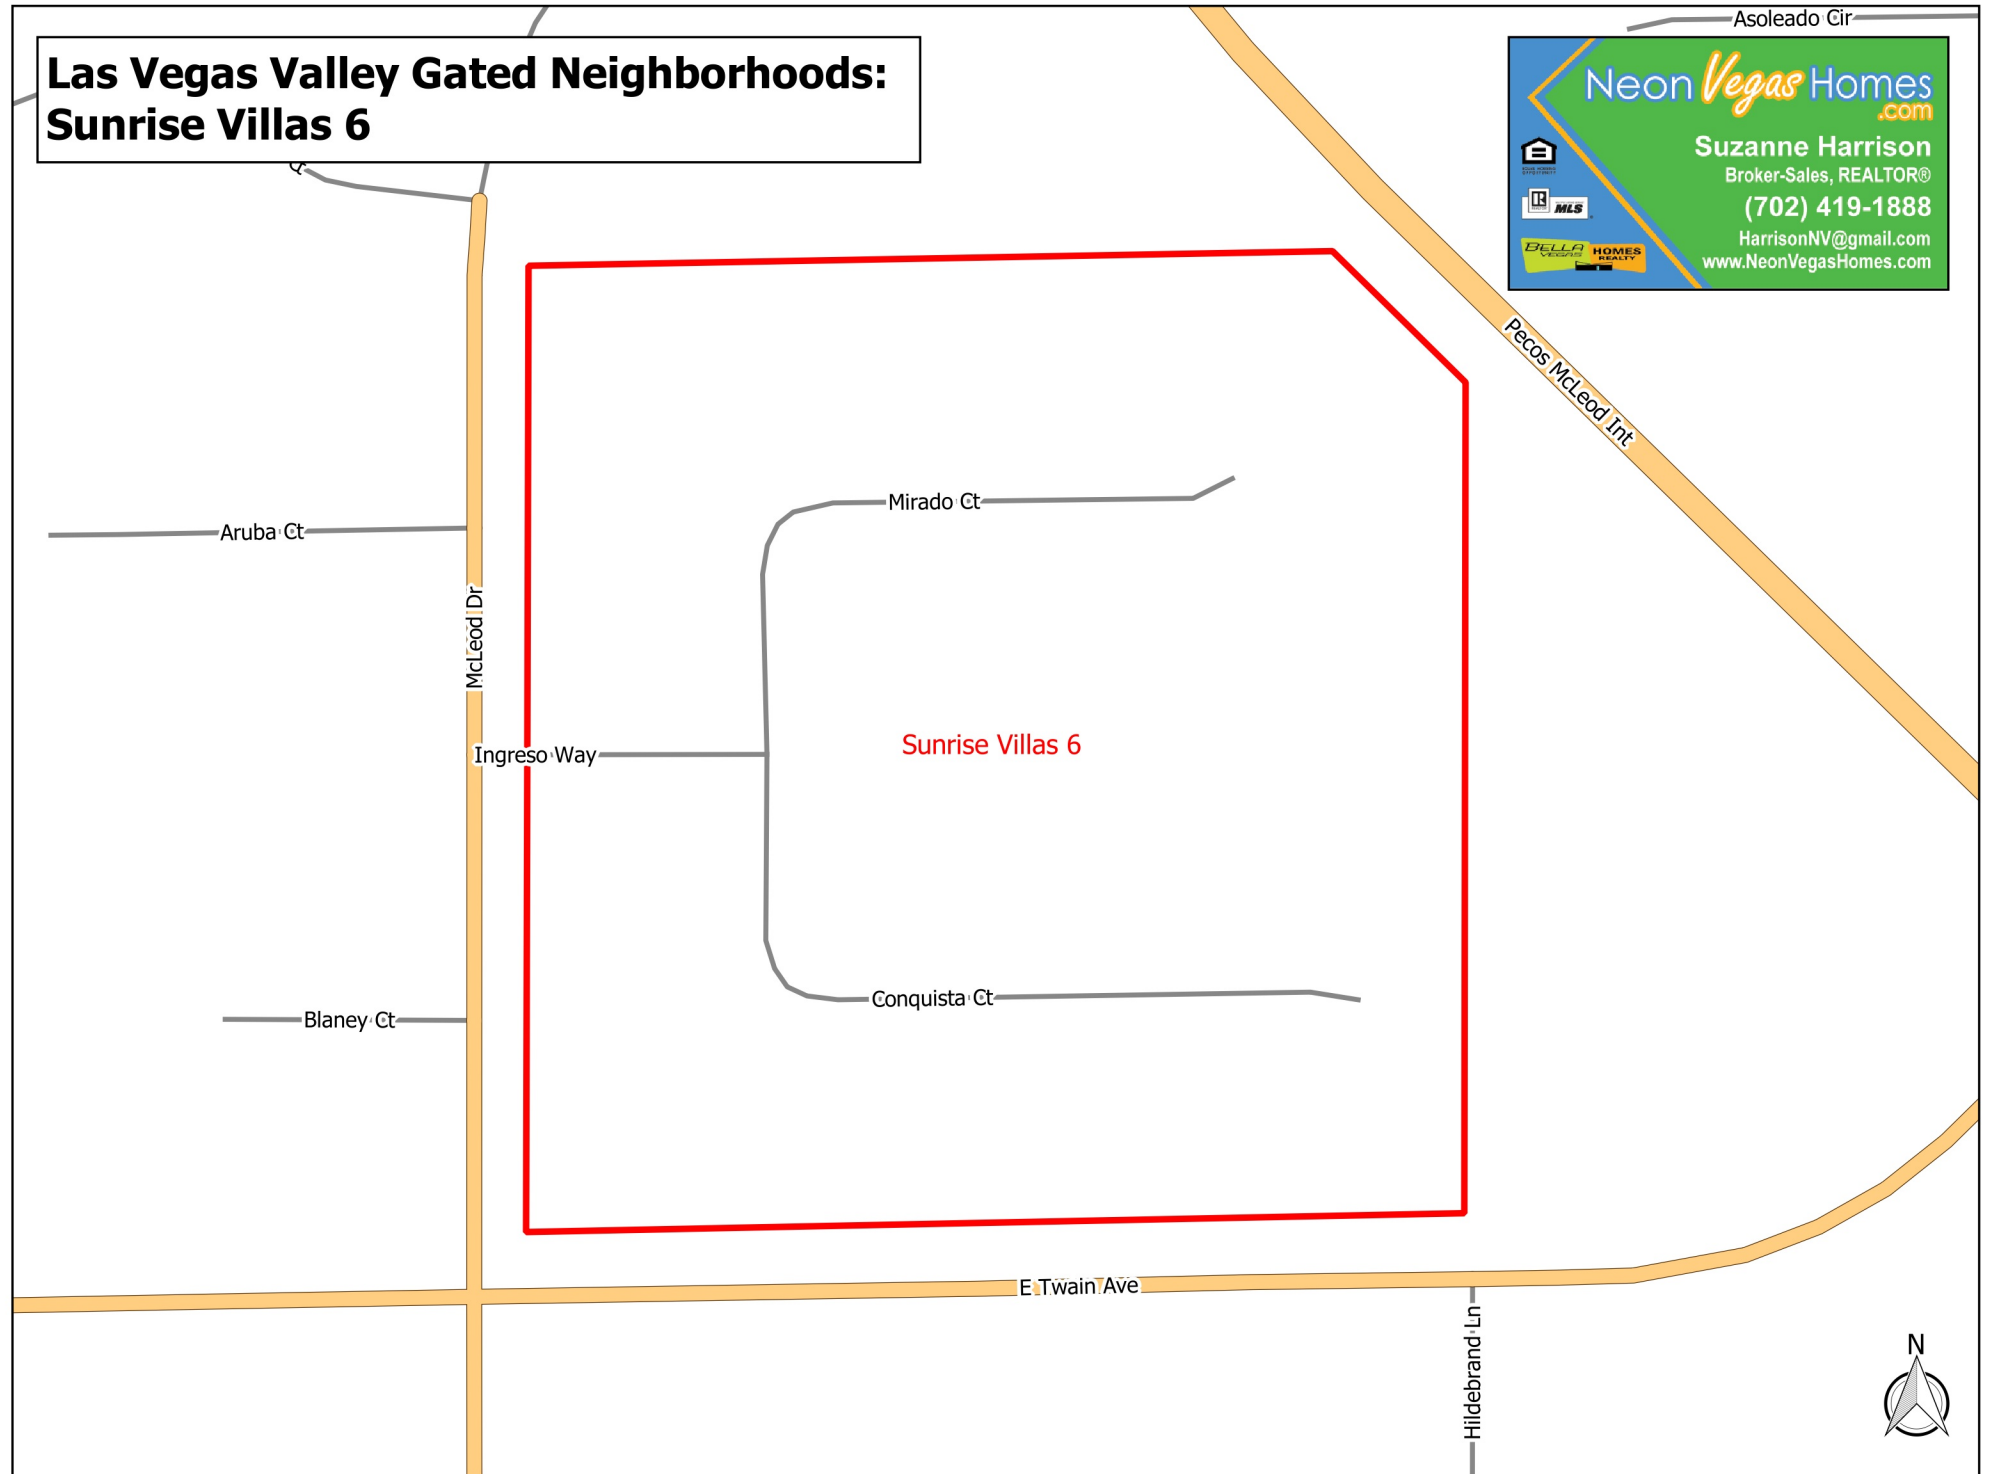 Asoleado Cir
Las Vegas Valley Gated Neighborhoods:
Sunrise Villas 6
Neon Vegas Homes
.com
Suzanne Harrison
Broker-Sales, REALTOR®
(702) 419-1888
HarrisonNV@gmail.com
www.NeonVegasHomes.com
MLS
BELLA
VEGAS
HOMES
REALTY
Pecos McLeod Int
Mirado Ct
Aruba Ct
McLeod Dr
Sunrise Villas 6
Ingreso Way
Conquista Ct
Blaney Ct
E Twain Ave
Hildebrand Ln
N